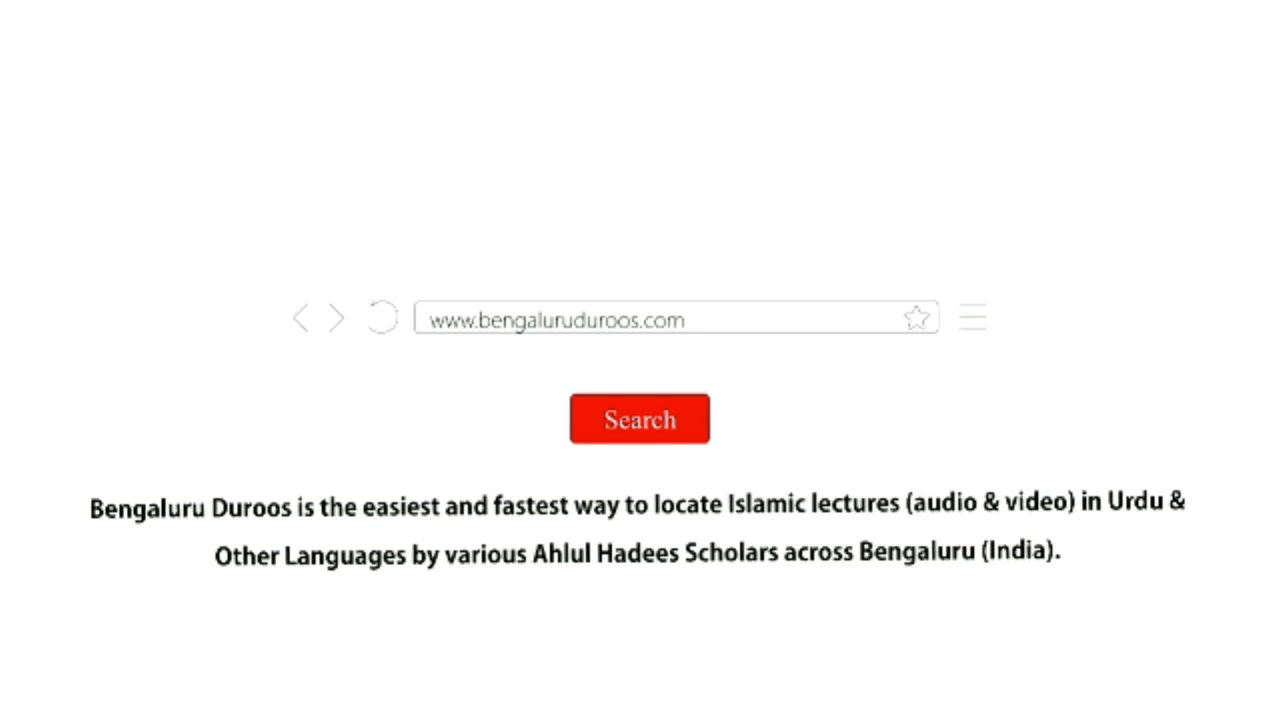 www.bengaluruduroos.com
Search
Bengaluru Duroos is the easiest and fastest way to locate Islamic lectures (audio & video) in Urdu &
Other Languages by various Ahlul Hadees Scholars across Bengaluru (India).